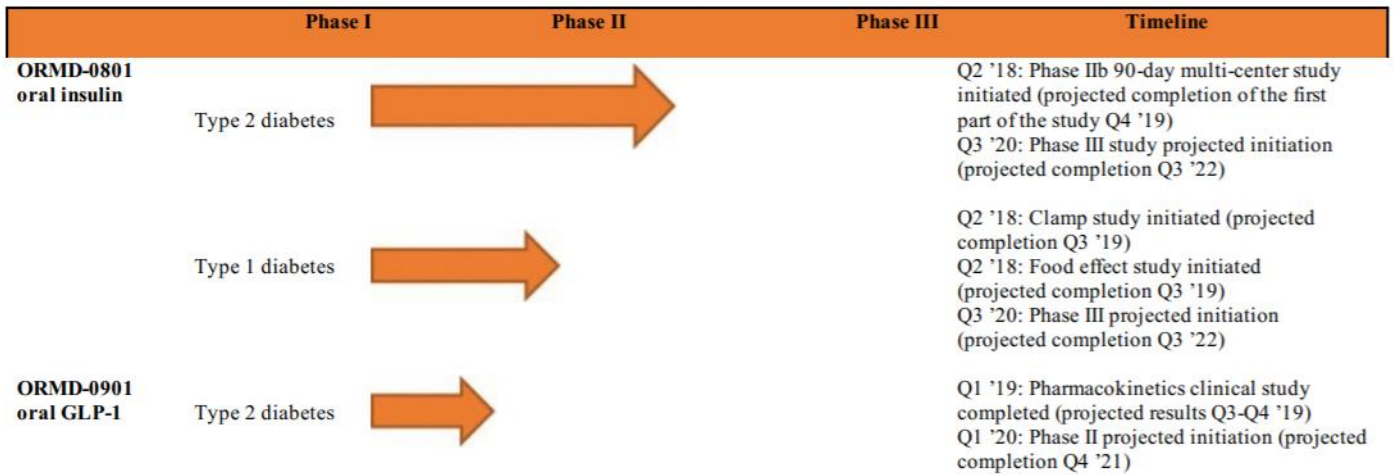 Phase I Phase II Phase III Timeline
ORMD-0801
oral insulin
Type 2 diabetes
Q2 ’18: Phase IIb 90-day multi-center study
initiated (projected completion of the first
part of the study Q4 ’19)
Q3 ’20: Phase III study projected initiation
(projected completion Q3 ’22)
Type 1 diabetes
Q2 ’18: Clamp study initiated (projected
completion Q3 ’19)
Q2 ’18: Food effect study initiated
(projected completion Q3 ’19)
Q3 ’20: Phase III projected initiation
(projected completion Q3 ’22)
ORMD-0901
oral GLP-1
Type 2 diabetes
Q1 ’19: Pharmacokinetics clinical study
completed (projected results Q3-Q4 ’19)
Q1 ’20: Phase II projected initiation (projected
completion Q4 ’21)